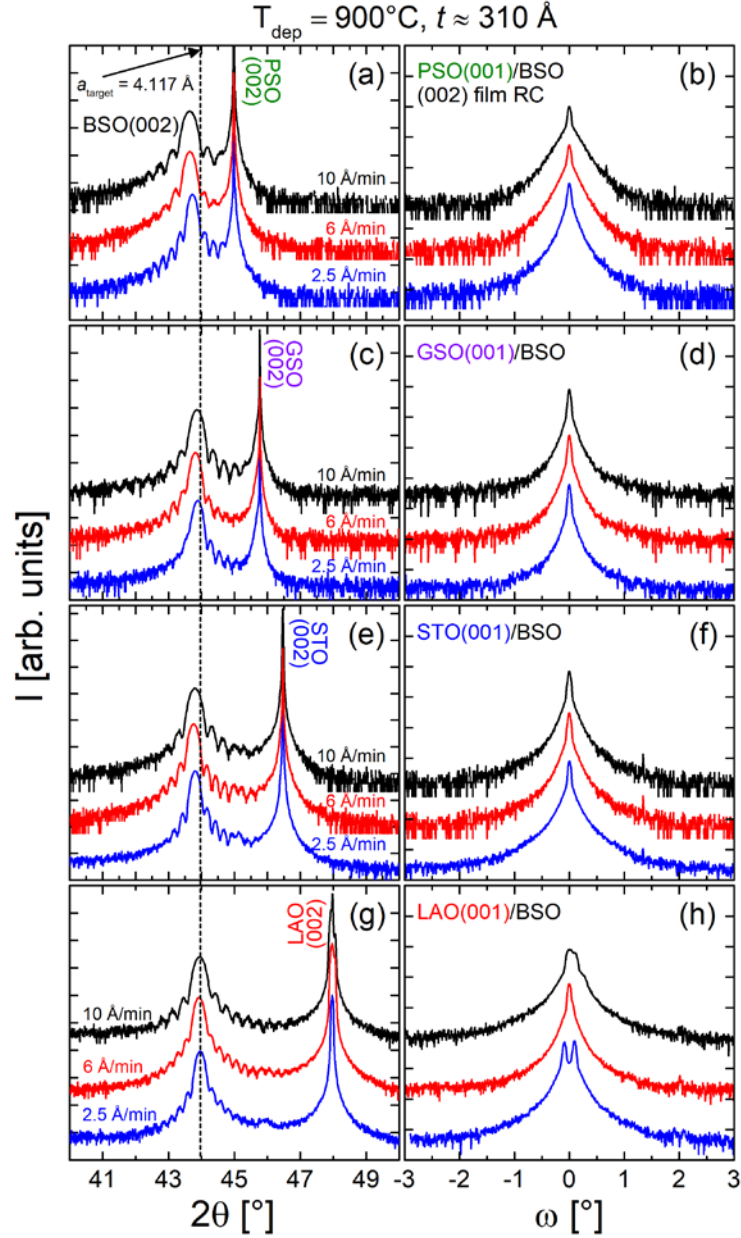 T_dep = 900°C, t ≈ 310 Å
a_target = 4.117 Å
BSO(002)
PSO
(002)
(a)
10 Å/min
6 Å/min
2.5 Å/min
PSO(001)/BSO
(002) film RC
(b)
GSO
(002)
(c)
10 Å/min
6 Å/min
2.5 Å/min
GSO(001)/BSO
(d)
STO
(002)
(e)
10 Å/min
6 Å/min
2.5 Å/min
STO(001)/BSO
(f)
LAO
(002)
(g)
10 Å/min
6 Å/min
2.5 Å/min
LAO(001)/BSO
(h)
I [arb. units]
41 43 45 47 49 -3 -2 -1 0 1 2 3
2θ [°] ω [°]